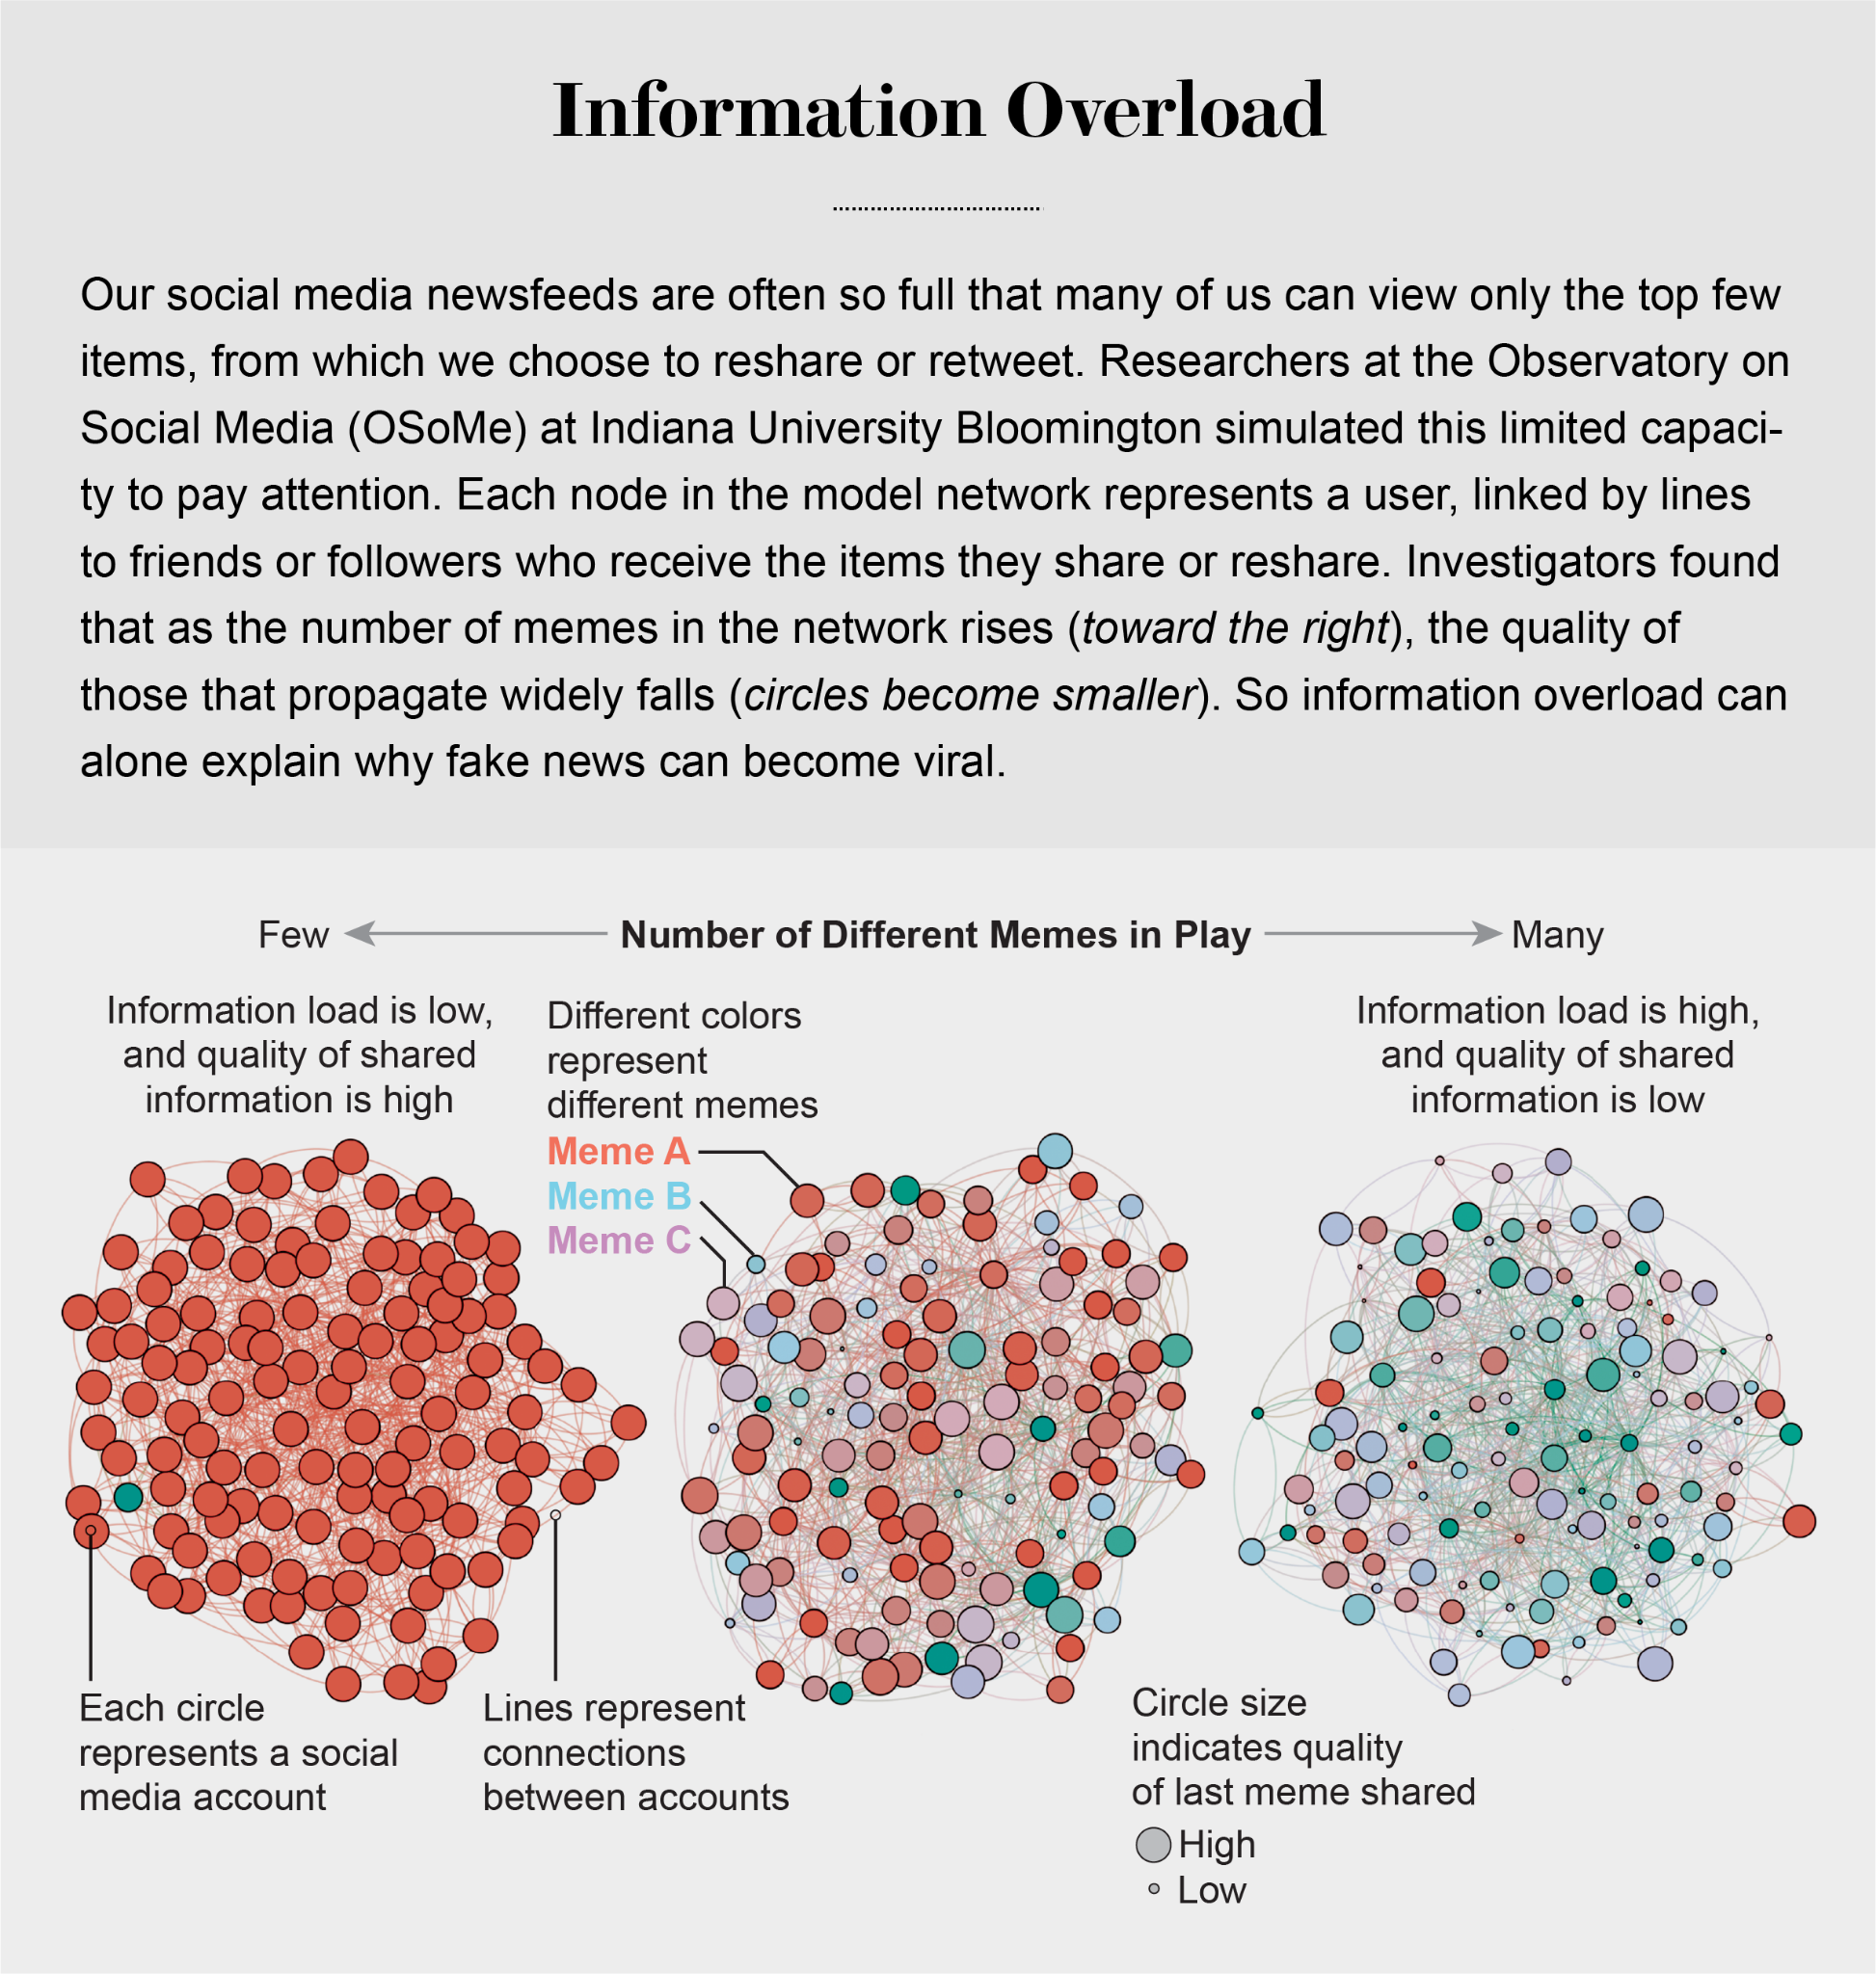 Information Overload
Our social media newsfeeds are often so full that many of us can view only the top few
items, from which we choose to reshare or retweet. Researchers at the Observatory on
Social Media (OSoMe) at Indiana University Bloomington simulated this limited capaci-
ty to pay attention. Each node in the model network represents a user, linked by lines
to friends or followers who receive the items they share or reshare. Investigators found
that as the number of memes in the network rises (toward the right), the quality of
those that propagate widely falls (circles become smaller). So information overload can
alone explain why fake news can become viral.
Few
Number of Different Memes in Play
Many
Information load is low,
and quality of shared
information is high
Different colors
represent
different memes
Meme A
Meme B
Meme C
Information load is high,
and quality of shared
information is low
Each circle
represents a social
media account
Lines represent
connections
between accounts
Circle size
indicates quality
of last meme shared
High
Low